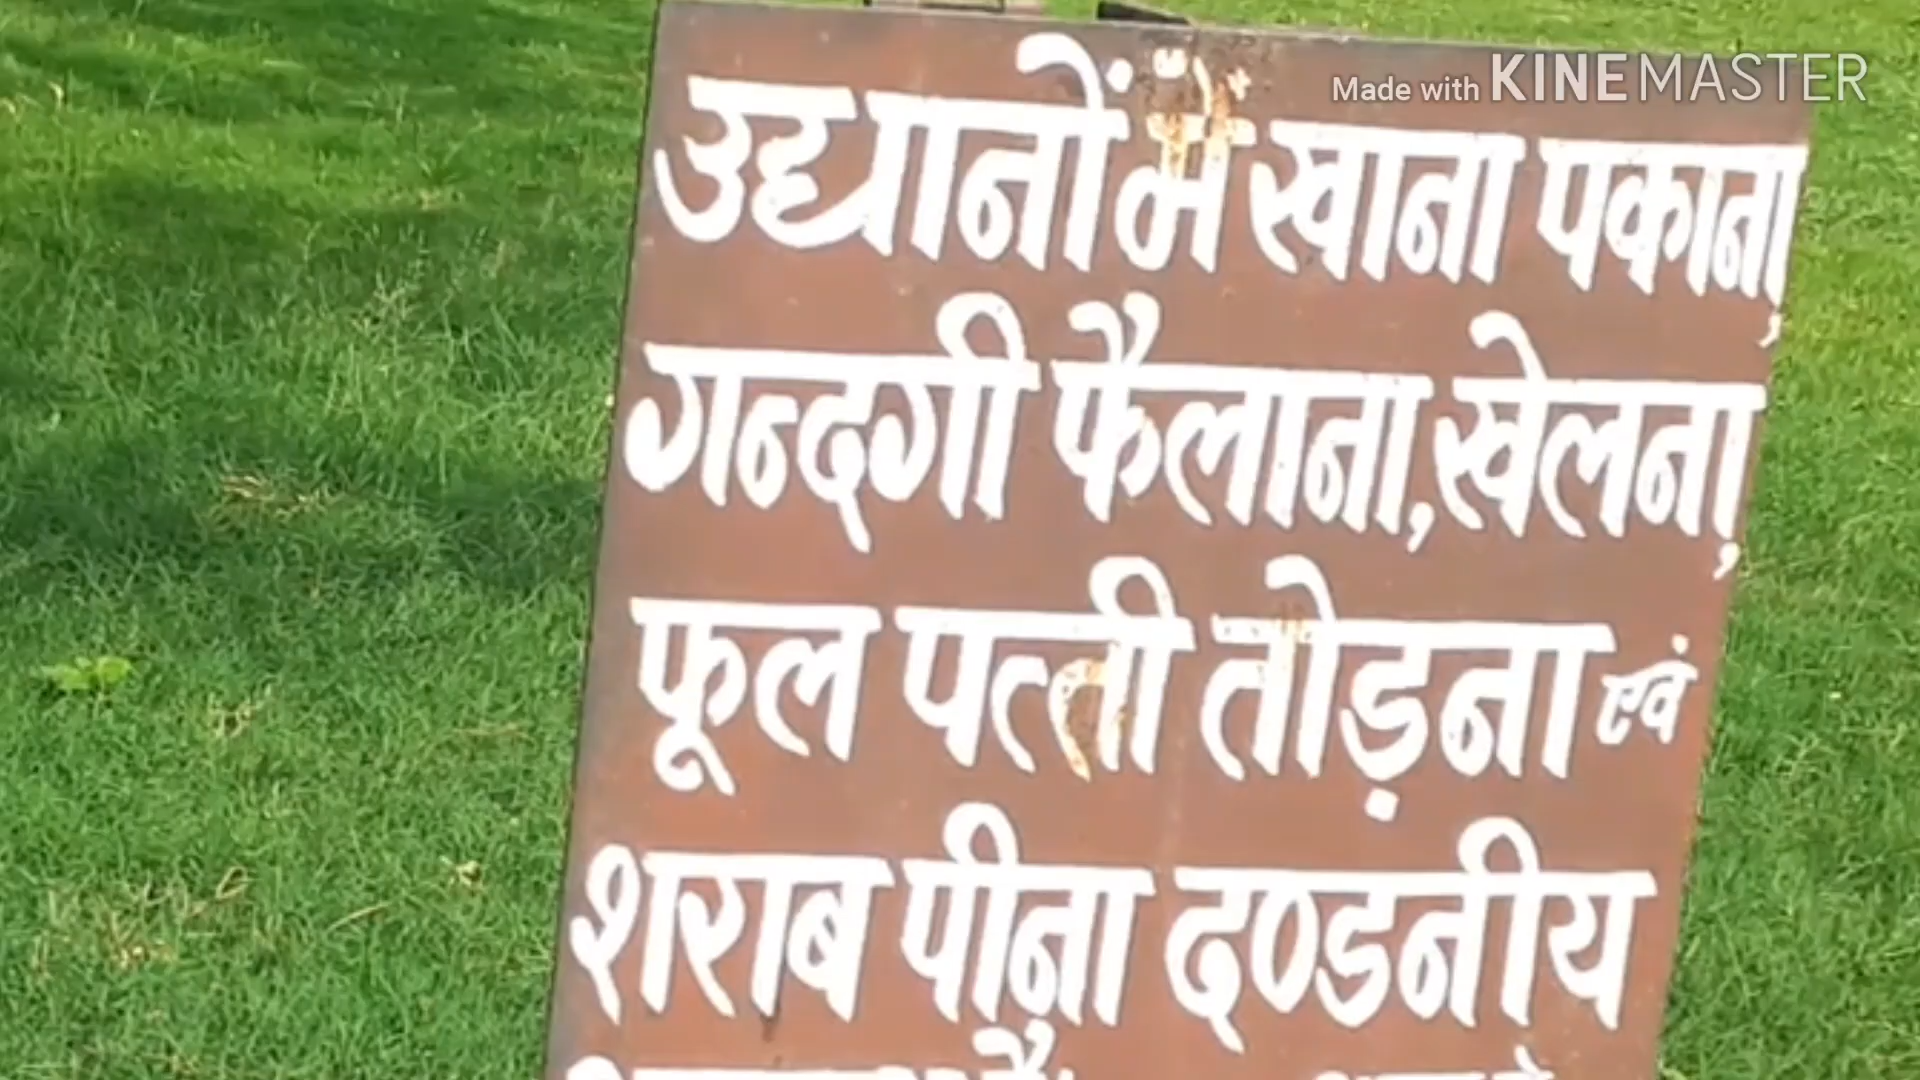 Made with KINEMASTER
उद्यानों में खाना पकाना,
गन्दगी फैलाना, खेलना,
फूल पत्ती तोड़ना एवं
शराब पीना दण्डनीय